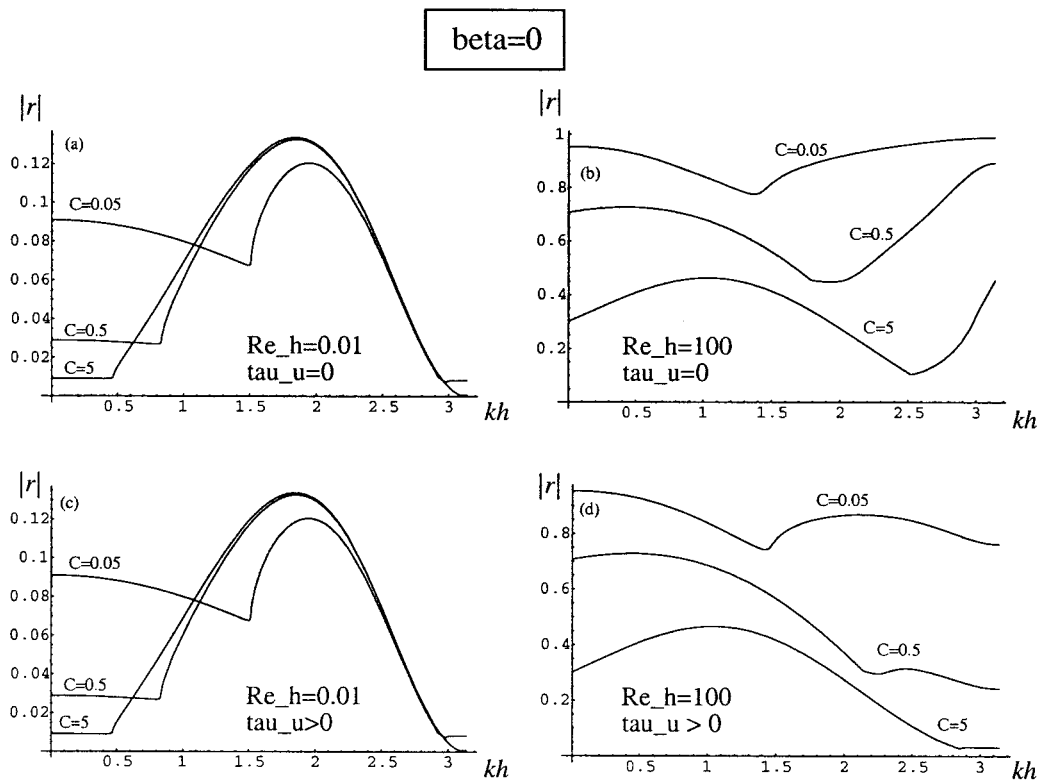 beta=0
|r|
(a)
0.12
0.1
0.08
0.06
0.04
0.02
C=0.05
C=0.5
C=5
Re_h=0.01
tau_u=0
0.5 1 1.5 2 2.5 3
kh
|r|
1
0.8
0.6
0.4
0.2
(b)
C=0.05
C=0.5
C=5
Re_h=100
tau_u=0
0.5 1 1.5 2 2.5 3
kh
|r|
(c)
0.12
0.1
0.08
0.06
0.04
0.02
C=0.05
C=0.5
C=5
Re_h=0.01
tau_u>0
0.5 1 1.5 2 2.5 3
kh
|r|
(d)
0.8
0.6
0.4
0.2
C=0.05
C=0.5
C=5
Re_h=100
tau_u > 0
0.5 1 1.5 2 2.5 3
kh